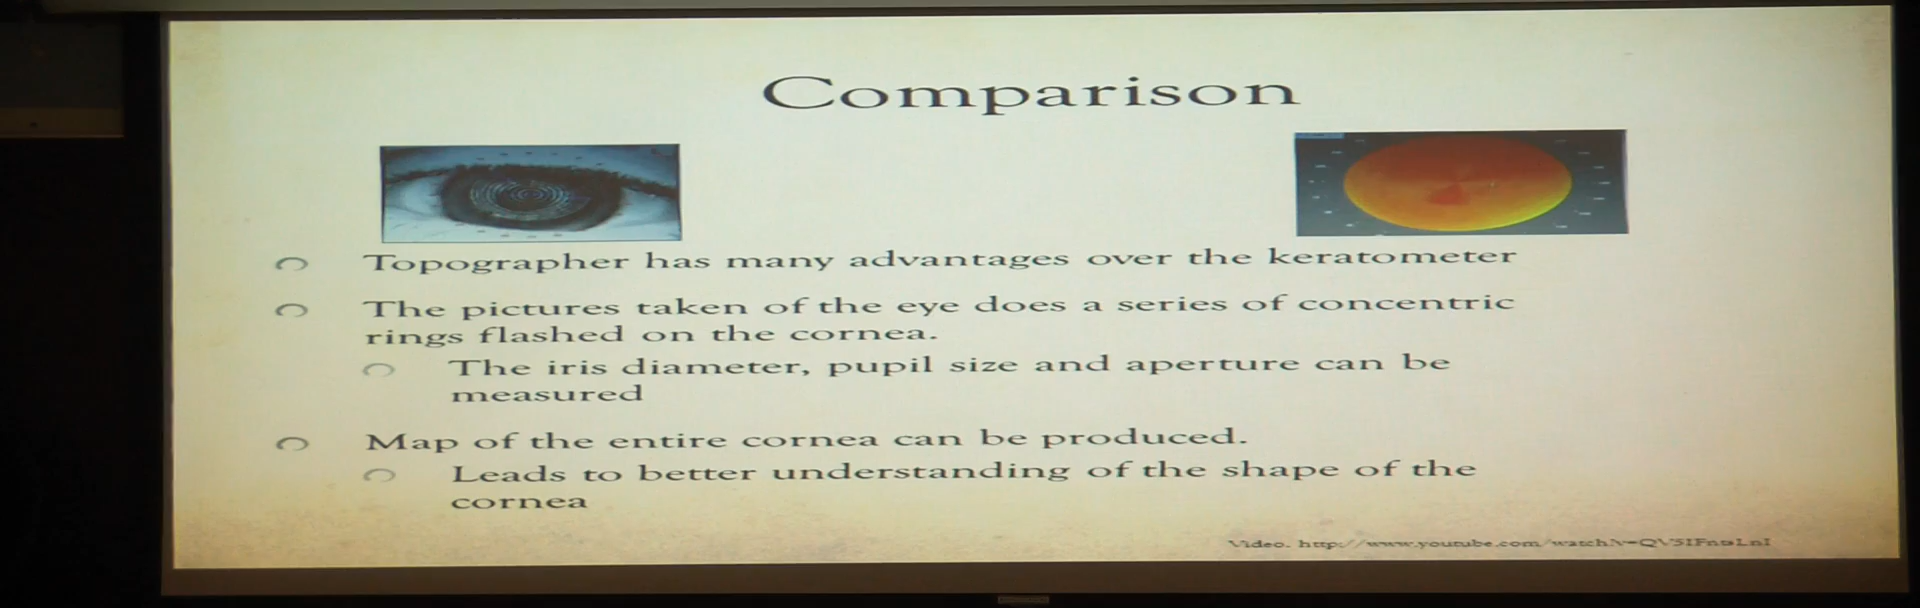 Comparison
Topographer has many advantages over the keratometer
The pictures taken of the eye does a series of concentric
rings flashed on the cornea.
The iris diameter, pupil size and aperture can be
measured
Map of the entire cornea can be produced.
Leads to better understanding of the shape of the
cornea
Video. http://www.youtube.com/